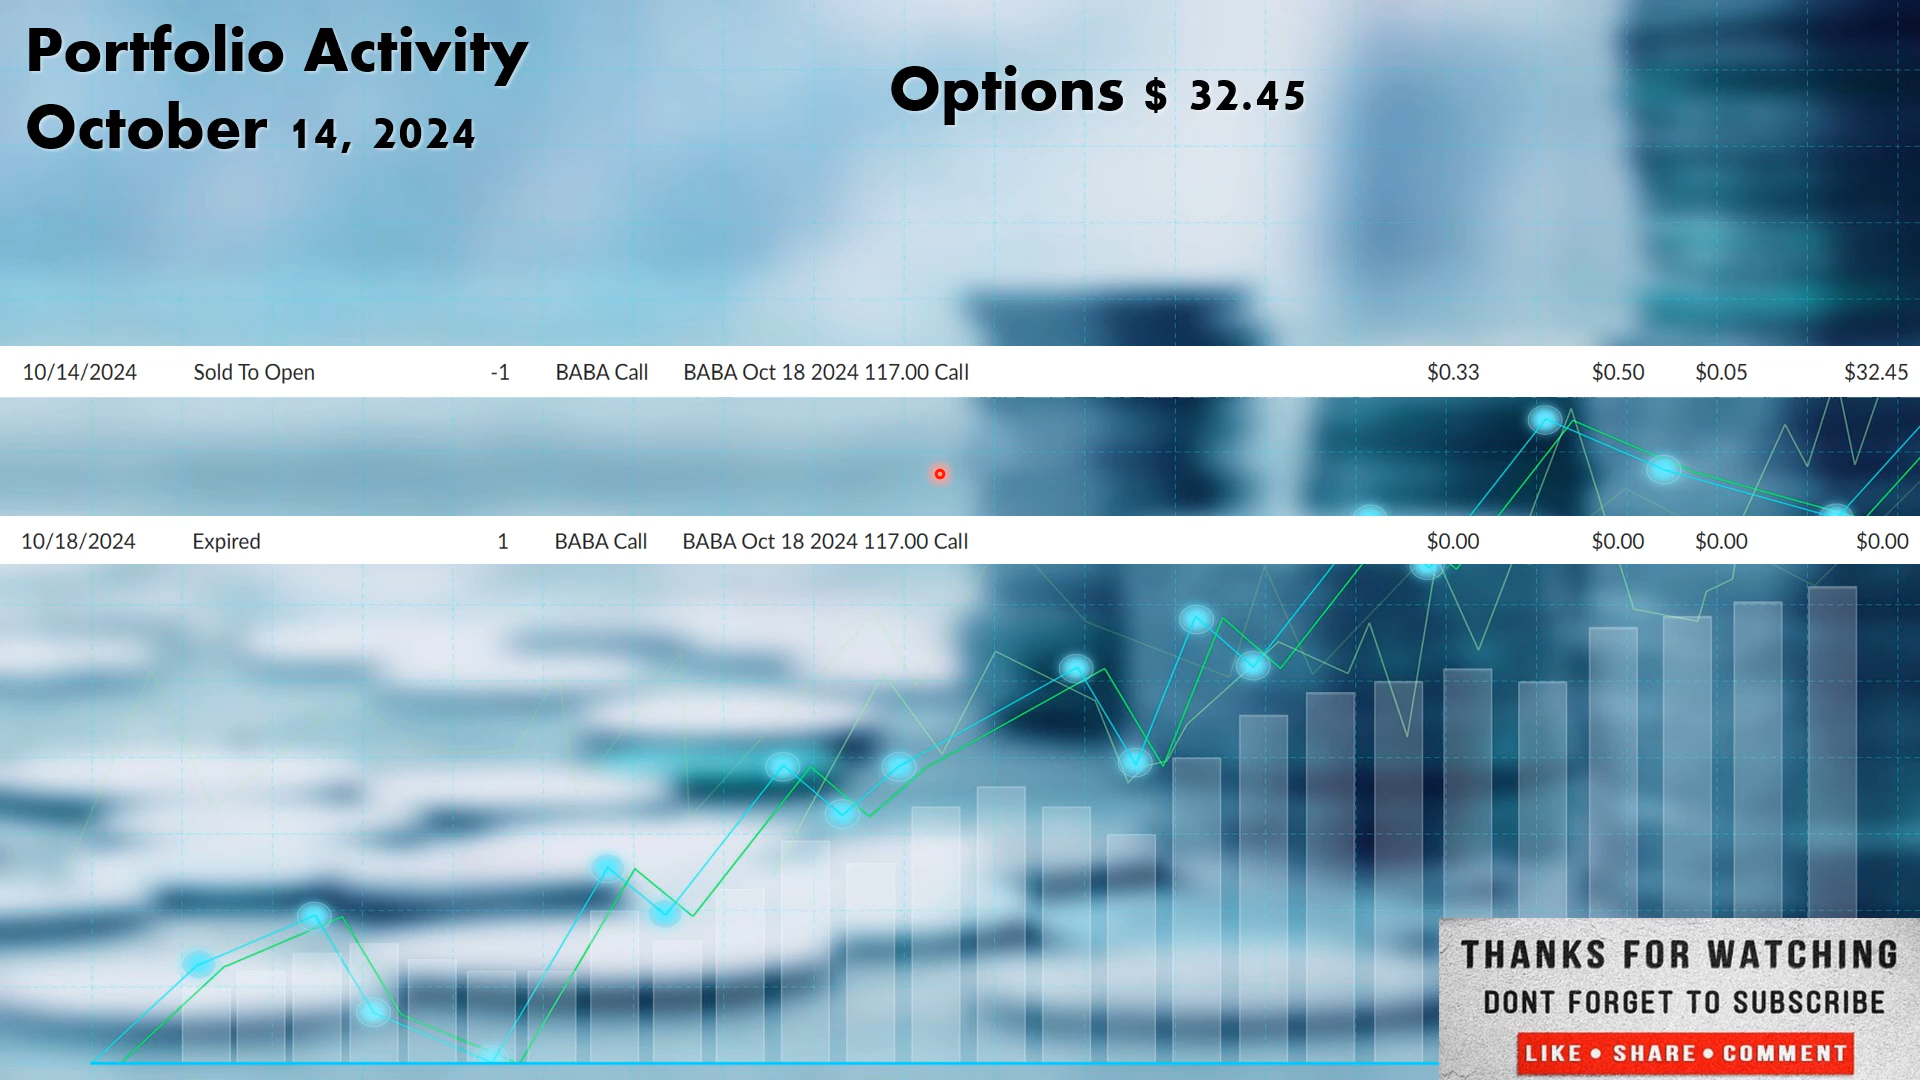 Portfolio Activity
October 14, 2024
Options $ 32.45
10/14/2024 Sold To Open -1 BABA Call BABA Oct 18 2024 117.00 Call $0.33 $0.50 $0.05 $32.45
10/18/2024 Expired 1 BABA Call BABA Oct 18 2024 117.00 Call $0.00 $0.00 $0.00 $0.00
THANKS FOR WATCHING
DONT FORGET TO SUBSCRIBE
LIKE • SHARE • COMMENT